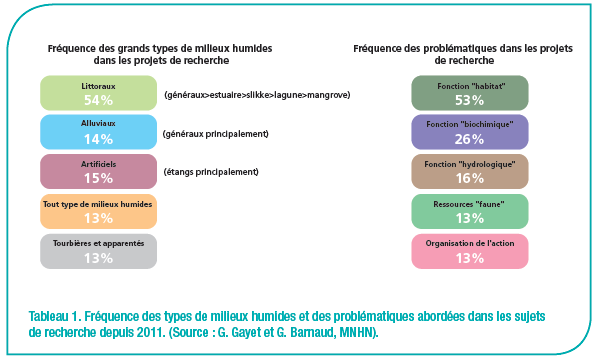 Fréquence des grands types de milieux humides
dans les projets de recherche
Littoraux
54%
(généraux>estuaire>slikke>lagune>mangrove)
Alluviaux
14%
(généraux principalement)
Artificiels
15%
(étangs principalement)
Tout type de milieux humides
13%
Tourbières et apparentés
13%
Fréquence des problématiques dans les projets
de recherche
Fonction "habitat"
53%
Fonction "biochimique"
26%
Fonction "hydrologique"
16%
Ressources "faune"
13%
Organisation de l'action
13%
Tableau 1. Fréquence des types de milieux humides et des problématiques abordées dans les sujets
de recherche depuis 2011. (Source : G. Gayet et G. Barnaud, MNHN).